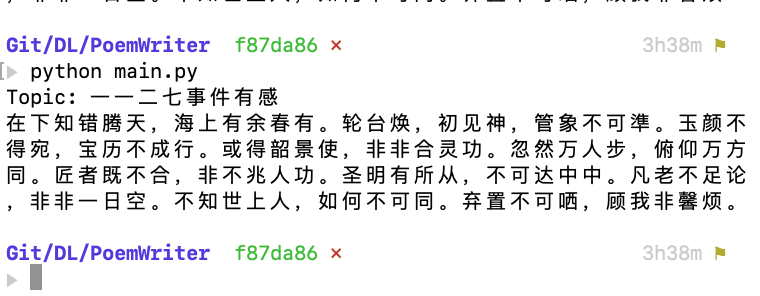 Git/DL/PoemWriter f87da86 × 3h38m ⚑
▶ python main.py
Topic: 一一二七事件有感
在下知错腾天，海上有余春有。轮台焕，初见神，管象不可準。玉颜不
得宛，宝历不成行。或得韶景使，非非合灵功。忽然万人步，俯仰万方
同。匠者既不合，非不兆人功。圣明有所从，不可达中中。凡老不足论
，非非一日空。不知世上人，如何不可同。弃置不可哂，顾我非馨烦。
Git/DL/PoemWriter f87da86 × 3h38m ⚑
▶